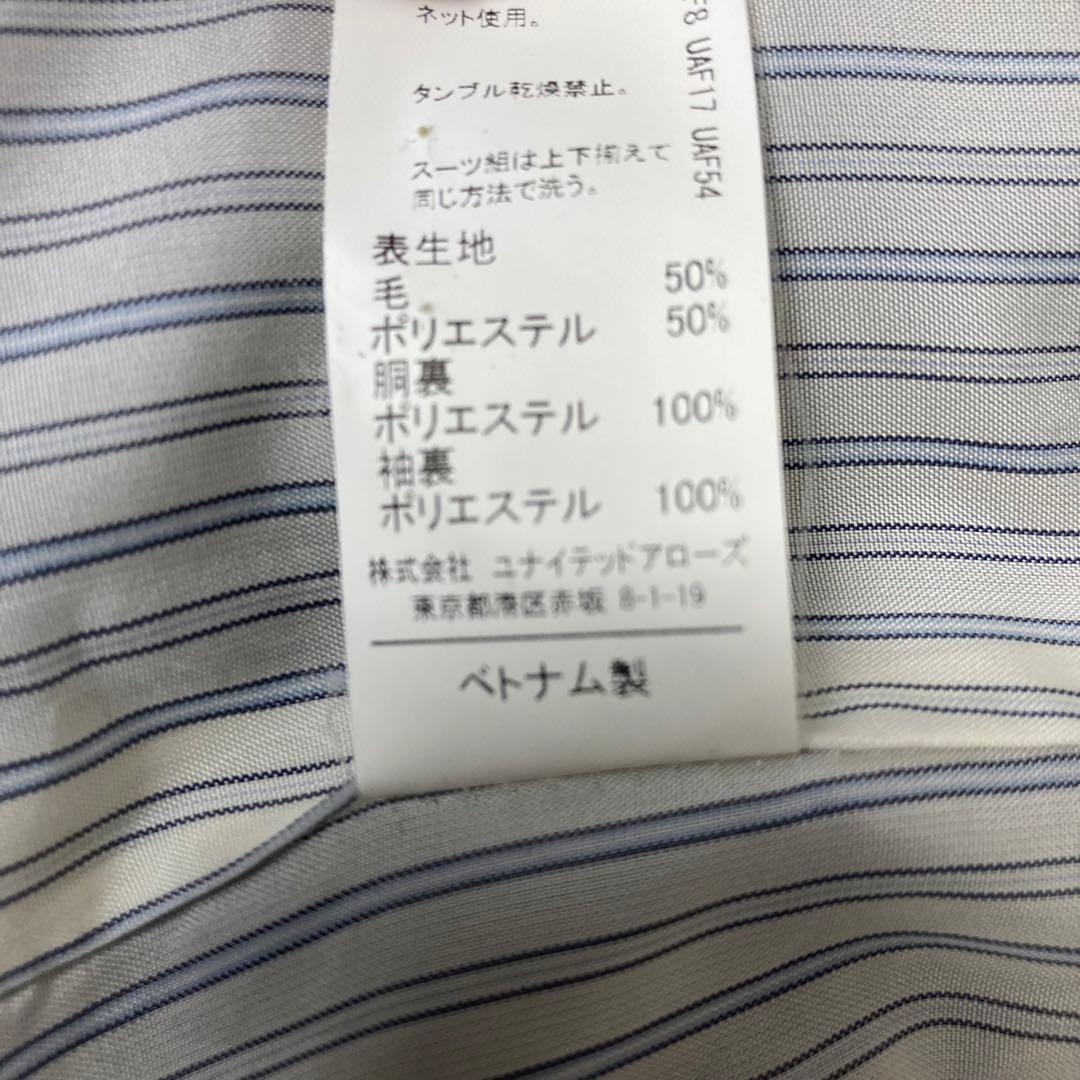 ネット使用。
タンブル乾燥禁止。
スーツ組は上下揃えて
同じ方法で洗う。
F8 UAF17 UAF54
表生地
毛 50%
ポリエステル 50%
胴裏
ポリエステル 100%
袖裏
ポリエステル 100%
株式会社 ユナイテッドアローズ
東京都港区赤坂 8-1-19
ベトナム製